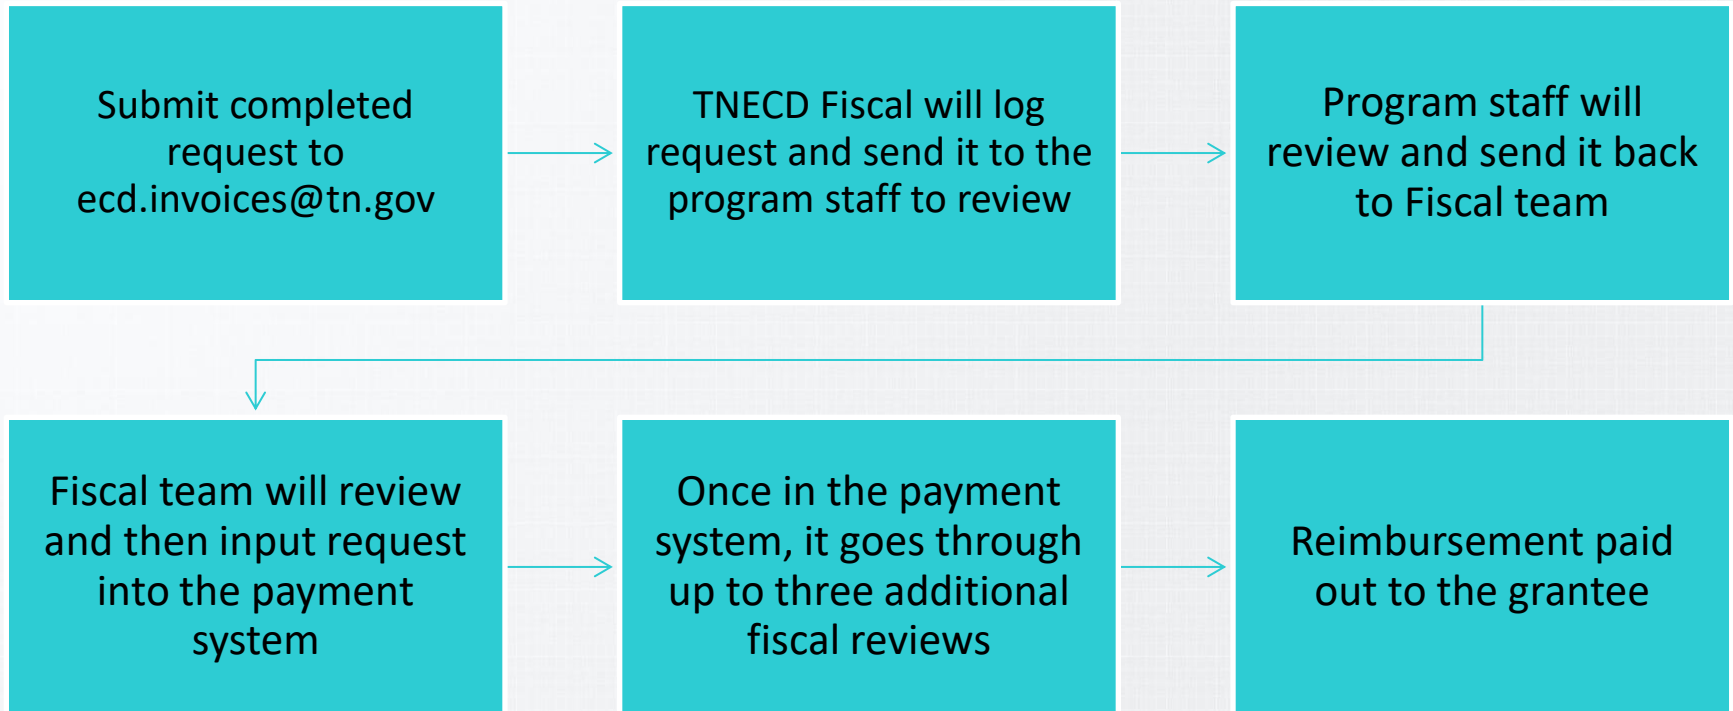 Submit completed
request to
ecd.invoices@tn.gov
TNECD Fiscal will log
request and send it to the
program staff to review
Program staff will
review and send it back
to Fiscal team
Fiscal team will review
and then input request
into the payment
system
Once in the payment
system, it goes through
up to three additional
fiscal reviews
Reimbursement paid
out to the grantee